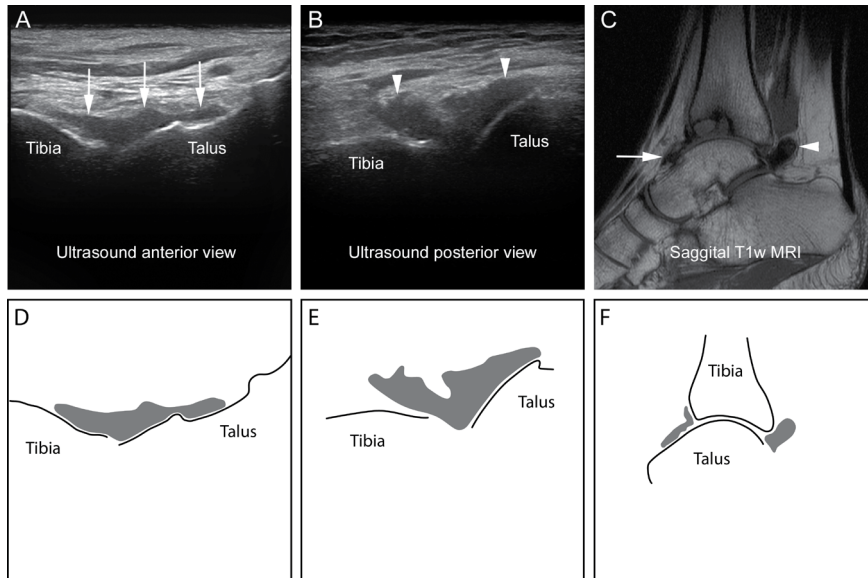 A
Tibia
Talus
Ultrasound anterior view
B
Tibia
Talus
Ultrasound posterior view
C
Saggital T1w MRI
D
Tibia
Talus
E
Tibia
Talus
F
Tibia
Talus